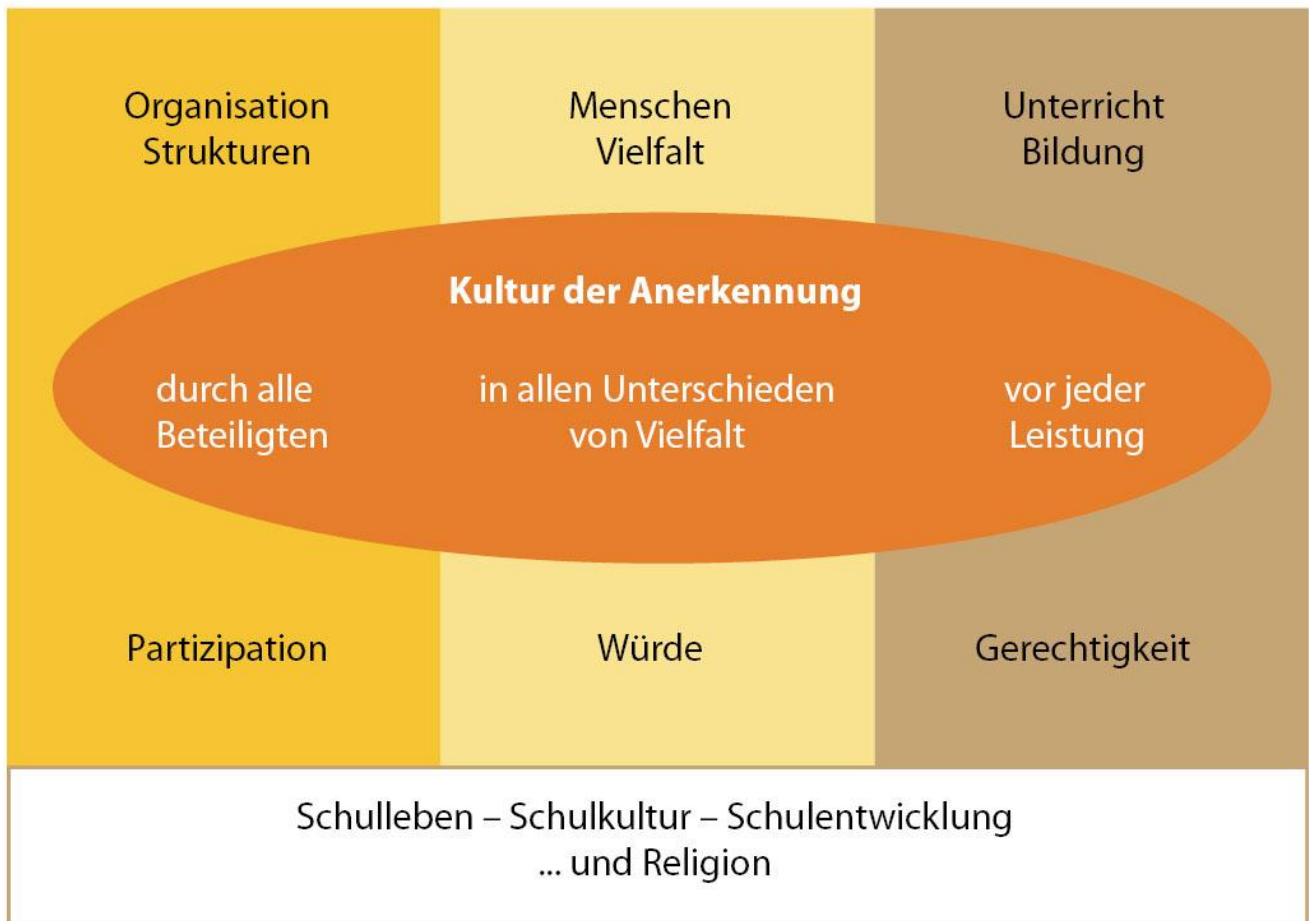 Organisation
Strukturen
Menschen
Vielfalt
Unterricht
Bildung
Kultur der Anerkennung
durch alle
Beteiligten
in allen Unterschieden
von Vielfalt
vor jeder
Leistung
Partizipation
Würde
Gerechtigkeit
Schulleben – Schulkultur – Schulentwicklung
... und Religion